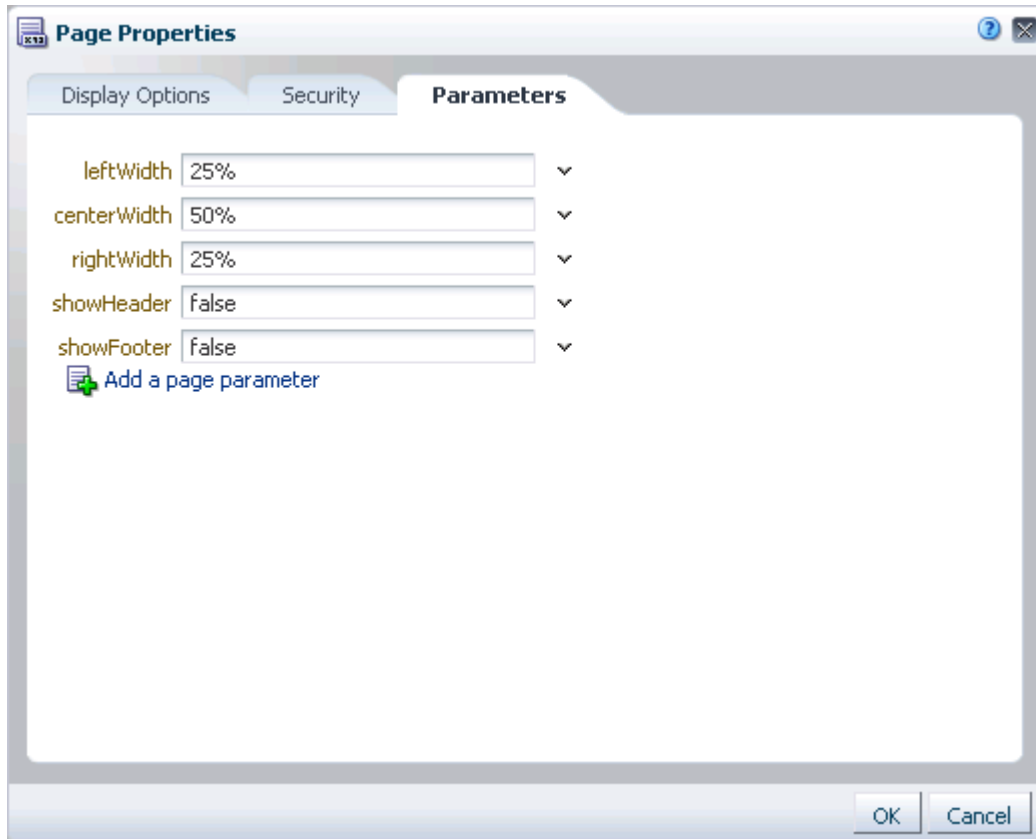 Page Properties
Display Options Security Parameters
leftWidth 25%
centerWidth 50%
rightWidth 25%
showHeader false
showFooter false
Add a page parameter
OK Cancel